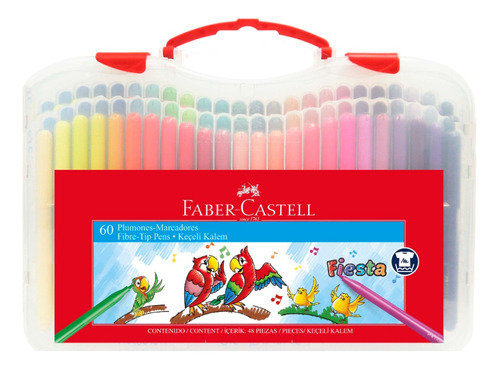 FABER-CASTELL
since 1761
60 Plumones-Marcadores
Fibre-Tip Pens • Keçeli Kalem
Fiesta
CONTENIDO / CONTENT / İÇERİK: 48 PIEZAS / PIECES/ KEÇELİ KALEM